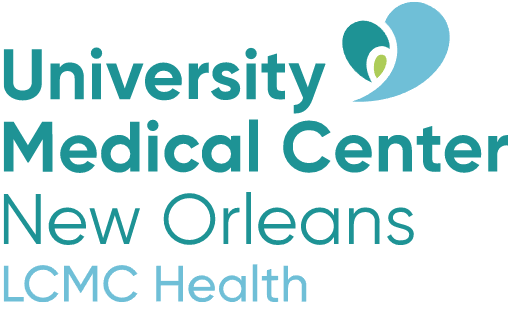 University
Medical Center
New Orleans
LCMC Health